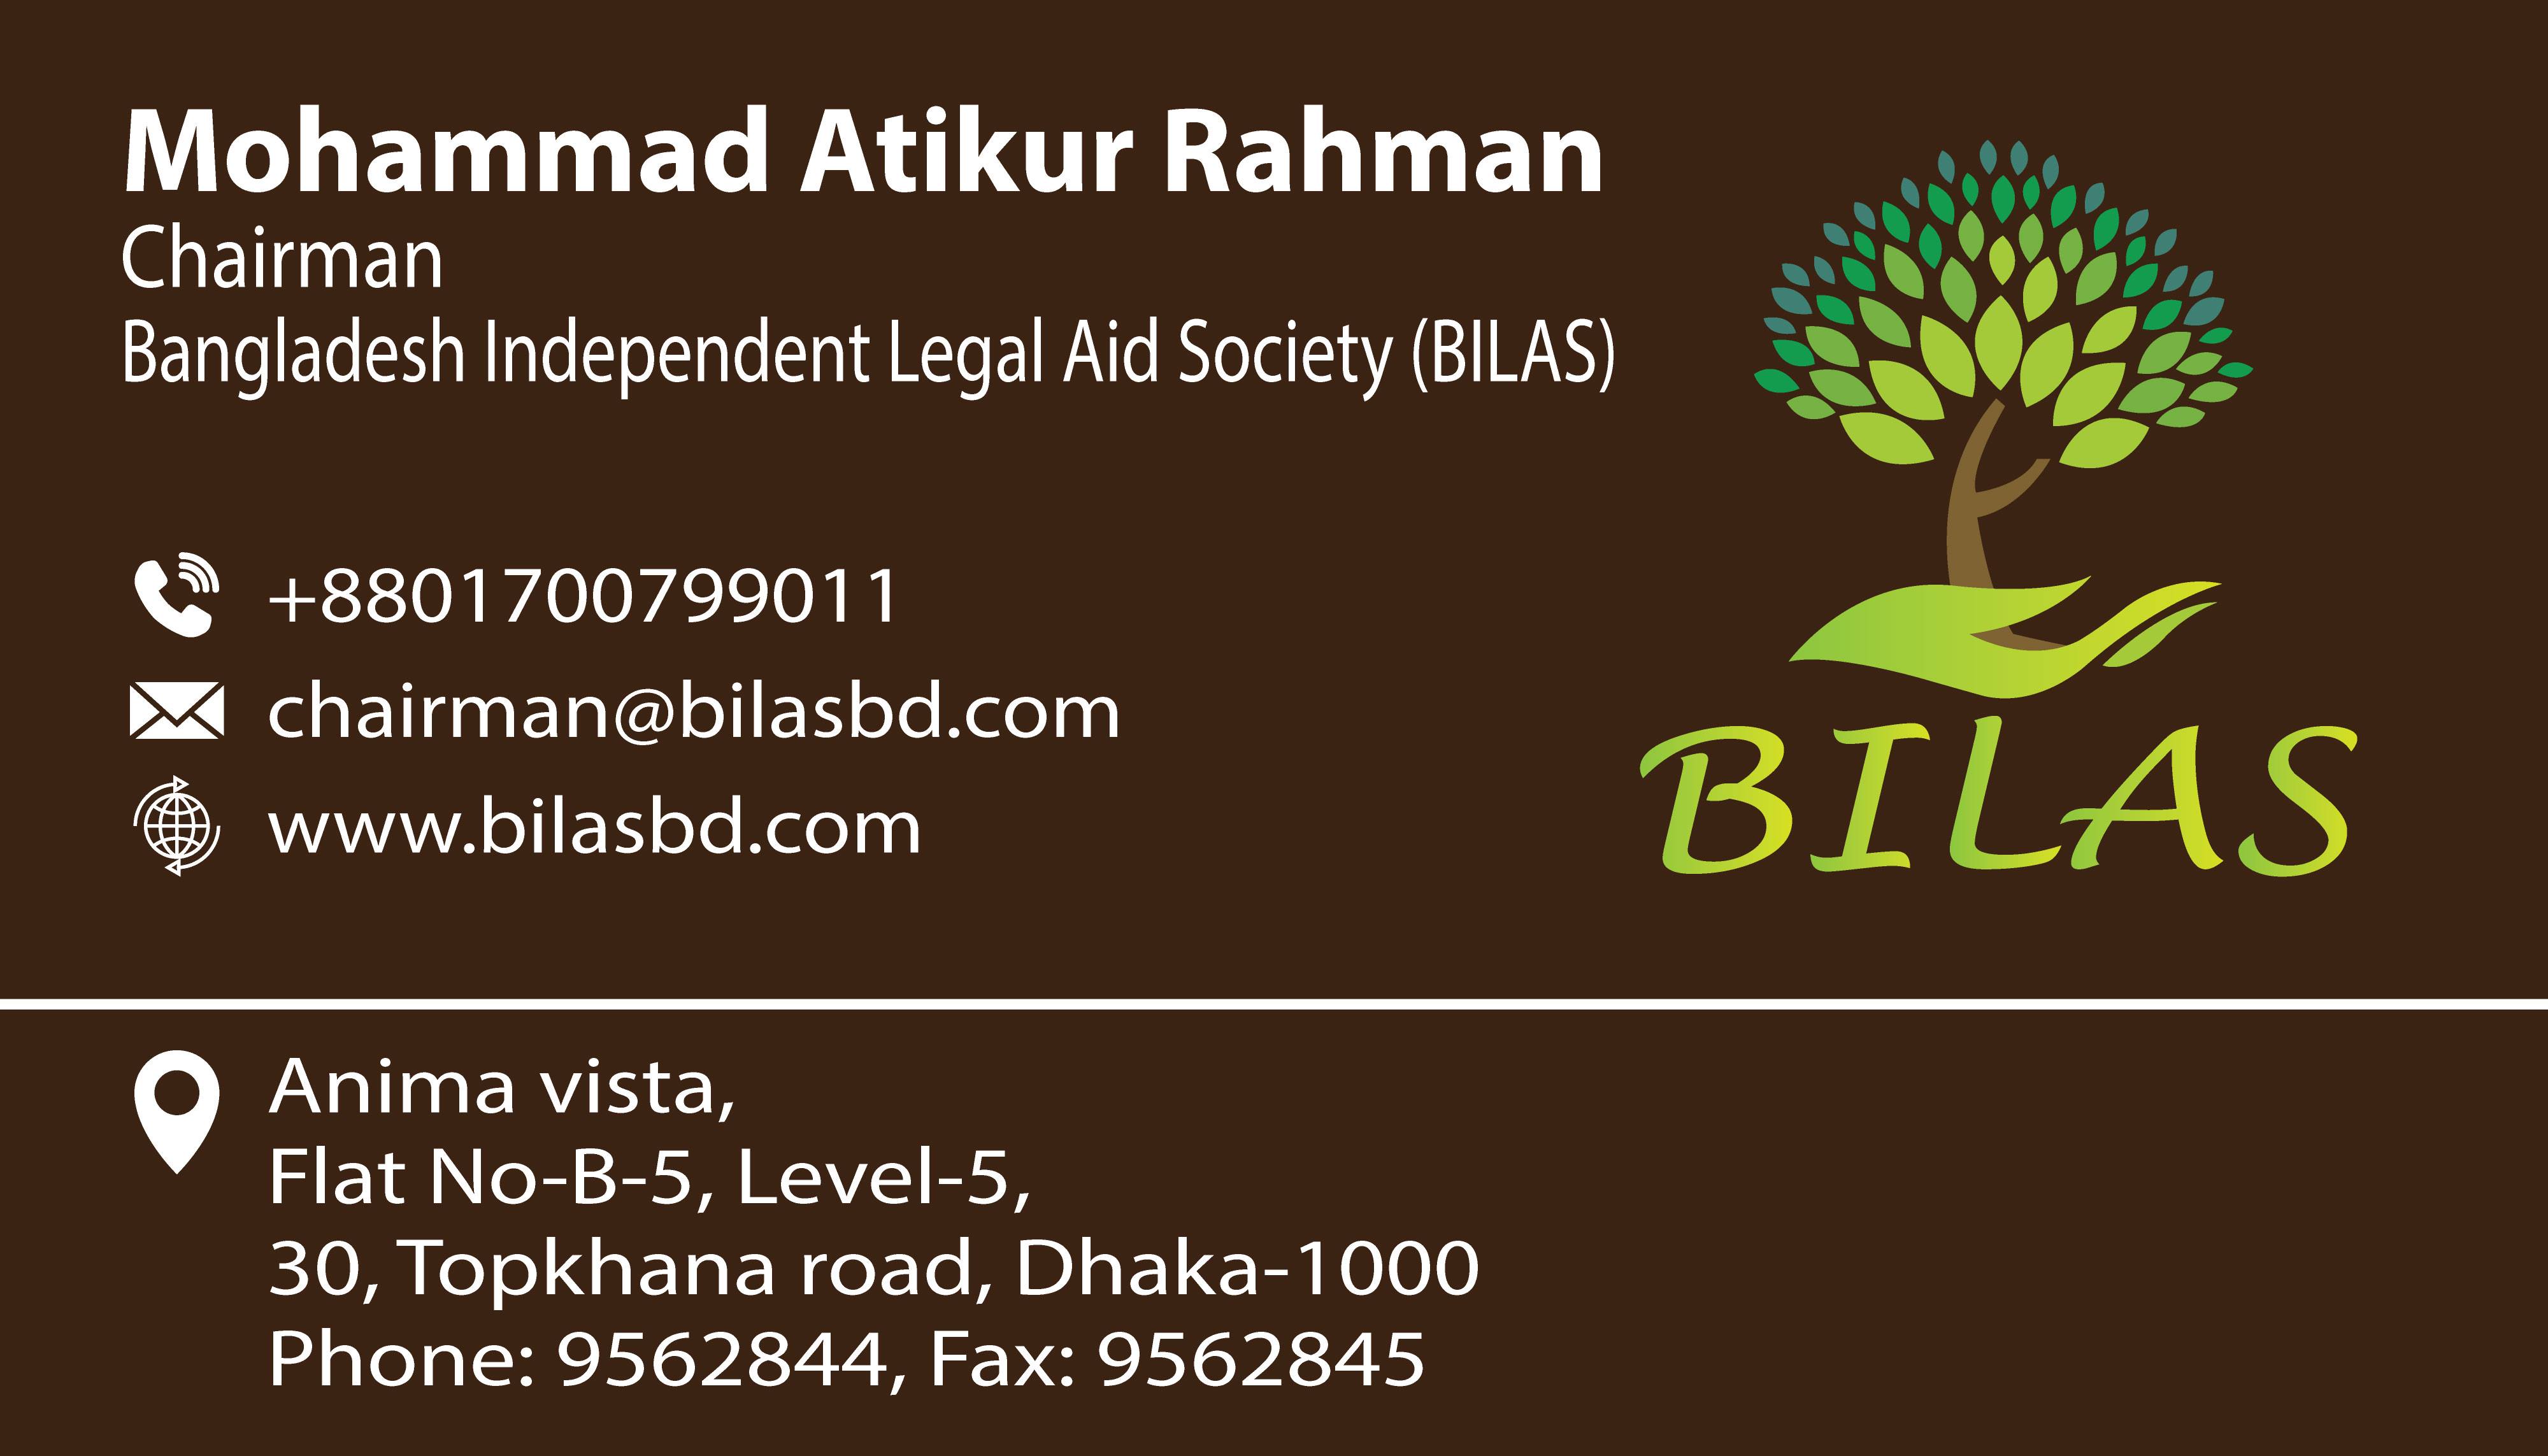 Mohammad Atikur Rahman
Chairman
Bangladesh Independent Legal Aid Society (BILAS)
+8801700799011
chairman@bilasbd.com
www.bilasbd.com
BILAS
Anima vista,
Flat No-B-5, Level-5,
30, Topkhana road, Dhaka-1000
Phone: 9562844, Fax: 9562845